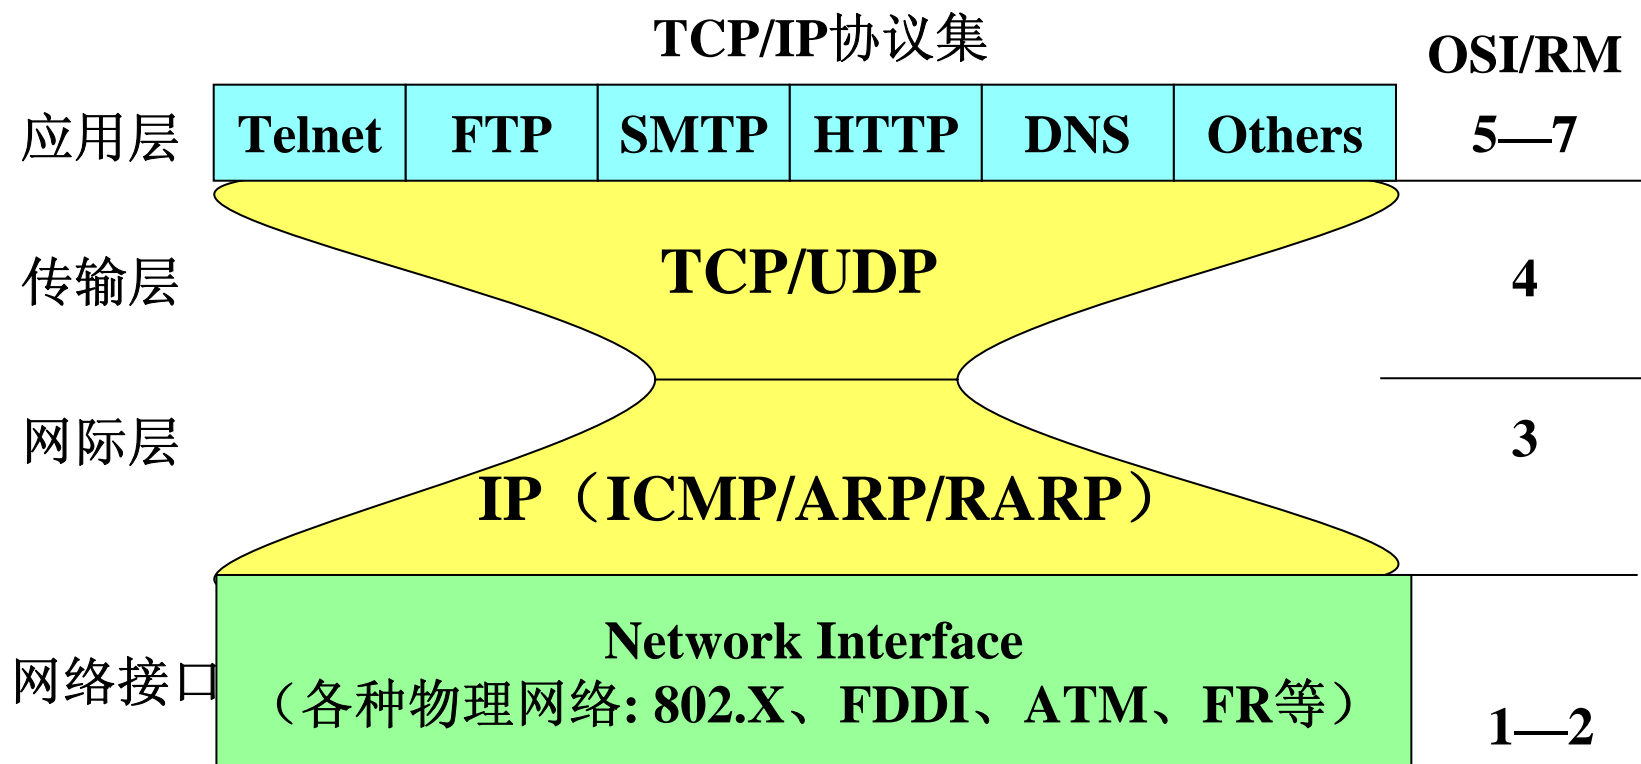 TCP/IP协议集
OSI/RM
应用层 Telnet FTP SMTP HTTP DNS Others 5—7
传输层 TCP/UDP 4
网际层 3
IP（ICMP/ARP/RARP）
Network Interface
网络接口 （各种物理网络: 802.X、FDDI、ATM、FR等）
1—2